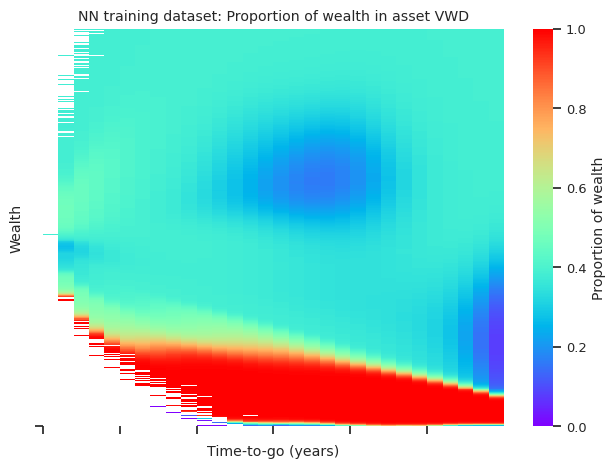 NN training dataset: Proportion of wealth in asset VWD
Wealth
Time-to-go (years)
1.0
0.8
0.6
0.4
0.2
0.0
Proportion of wealth